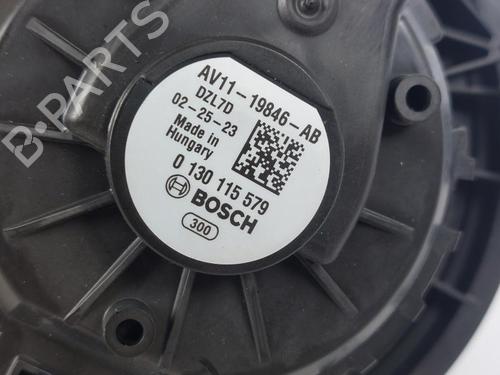 B-PARTS
AV11-19846-AB
DZL7D
02-25-23
Made in
Hungary
0 130 115 579
BOSCH
300